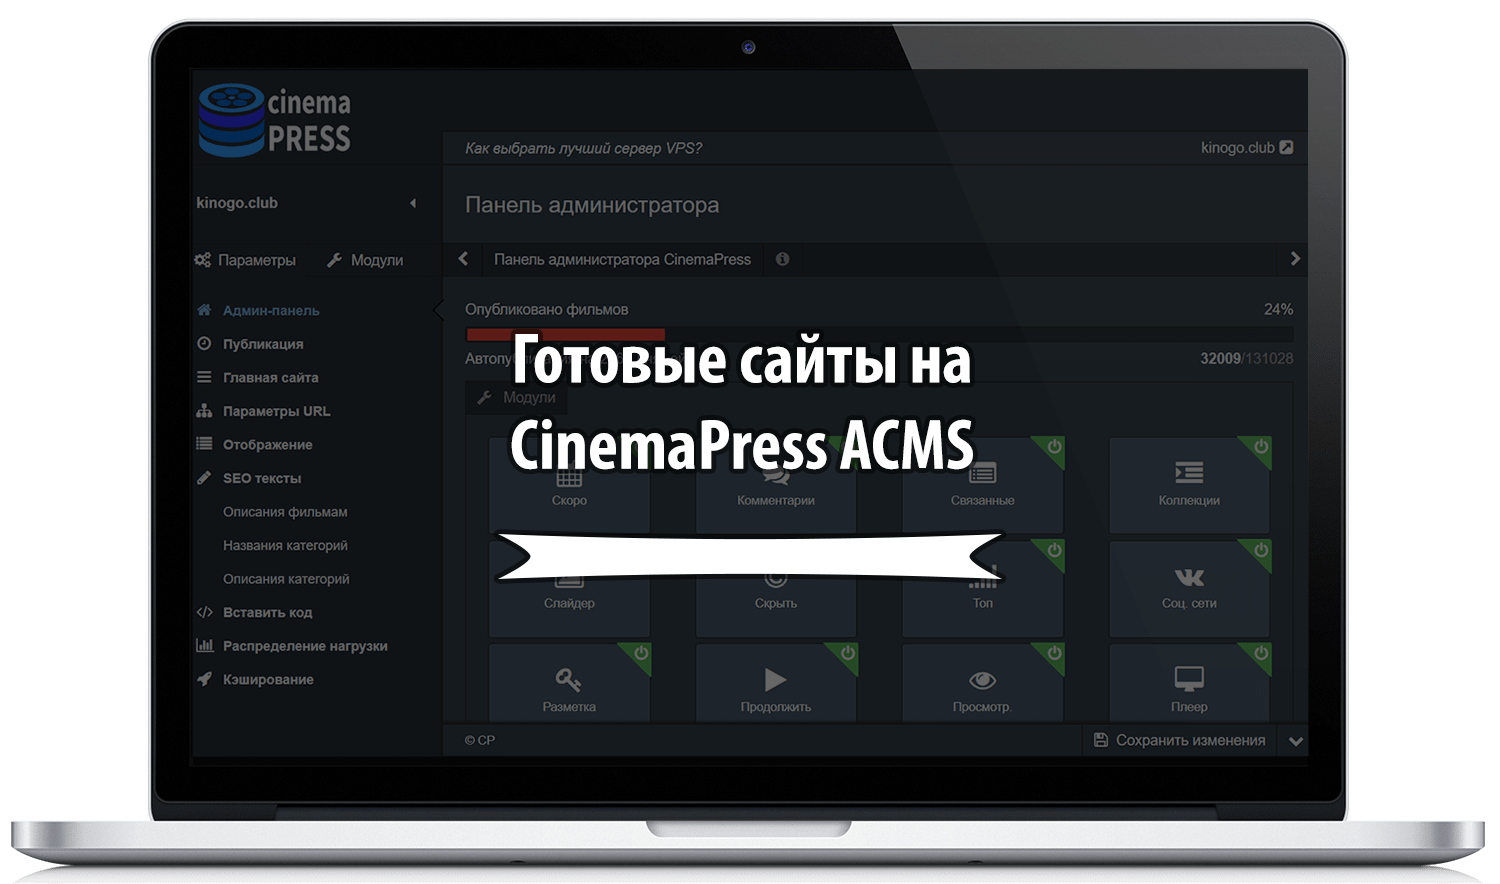 cinema
PRESS
Как выбрать лучший сервер VPS?
kinogo.club
kinogo.club
Панель администратора
Параметры
Модули
Панель администратора CinemaPress
Админ-панель
Публикация
Главная сайта
Параметры URL
Отображение
SEO тексты
Описания фильмам
Названия категорий
Описания категорий
Вставить код
Распределение нагрузки
Кэширование
Опубликовано фильмов
24%
32009/131028
Готовые сайты на
CinemaPress ACMS
Модули
Скоро
Комментарии
Связанные
Коллекции
Слайдер
Скрыть
Топ
Соц. сети
Разметка
Продолжить
Просмотр.
Плеер
© CP
Сохранить изменения